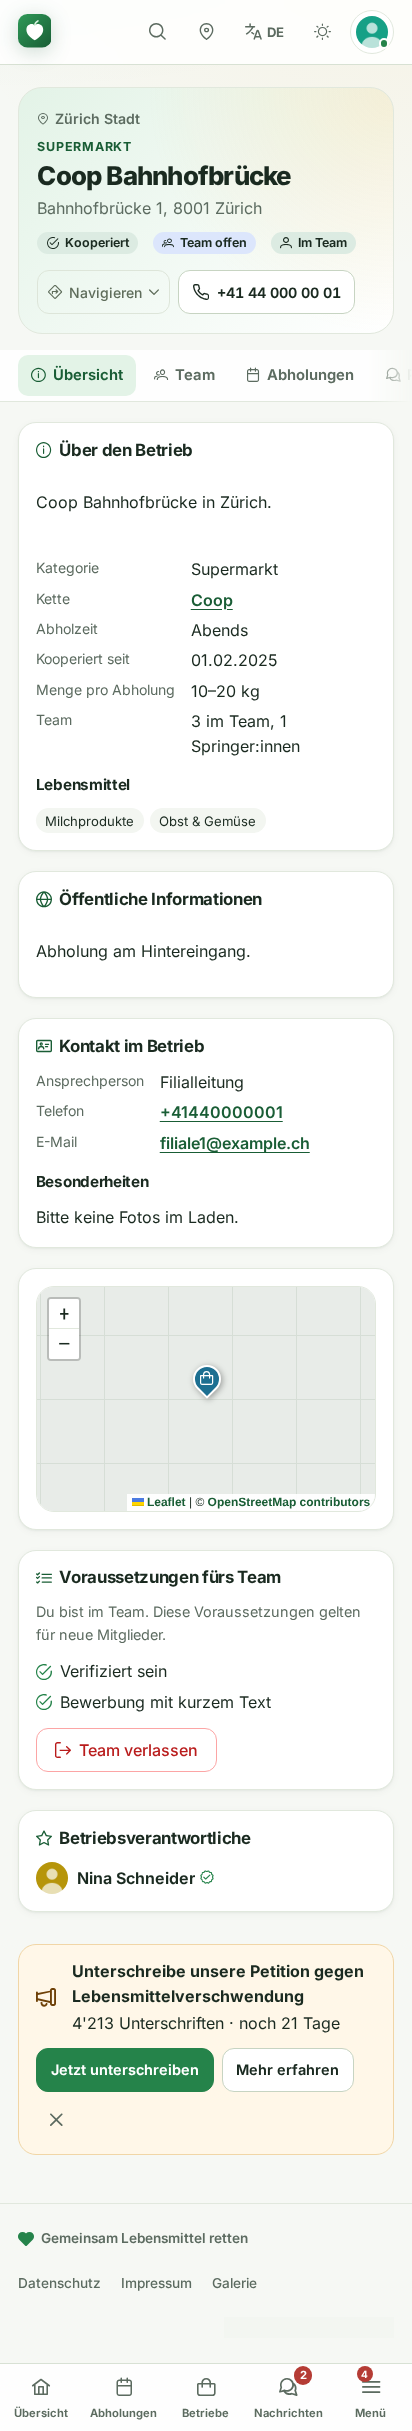 DE
Zürich Stadt
SUPERMARKT
Coop Bahnhofbrücke
Bahnhofbrücke 1, 8001 Zürich
Kooperiert Team offen Im Team
Navigieren +41 44 000 00 01
Übersicht Team Abholungen
Über den Betrieb
Coop Bahnhofbrücke in Zürich.
Kategorie Supermarkt
Kette Coop
Abholzeit Abends
Kooperiert seit 01.02.2025
Menge pro Abholung 10–20 kg
Team 3 im Team, 1
Springer:innen
Lebensmittel
Milchprodukte Obst & Gemüse
Öffentliche Informationen
Abholung am Hintereingang.
Kontakt im Betrieb
Ansprechperson Filialleitung
Telefon +41440000001
E-Mail filiale1@example.ch
Besonderheiten
Bitte keine Fotos im Laden.
+
−
Leaflet | © OpenStreetMap contributors
Voraussetzungen fürs Team
Du bist im Team. Diese Voraussetzungen gelten
für neue Mitglieder.
Verifiziert sein
Bewerbung mit kurzem Text
Team verlassen
Betriebsverantwortliche
Nina Schneider
Unterschreibe unsere Petition gegen
Lebensmittelverschwendung
4'213 Unterschriften · noch 21 Tage
Jetzt unterschreiben Mehr erfahren
Gemeinsam Lebensmittel retten
Datenschutz Impressum Galerie
2 4
Übersicht Abholungen Betriebe Nachrichten Menü